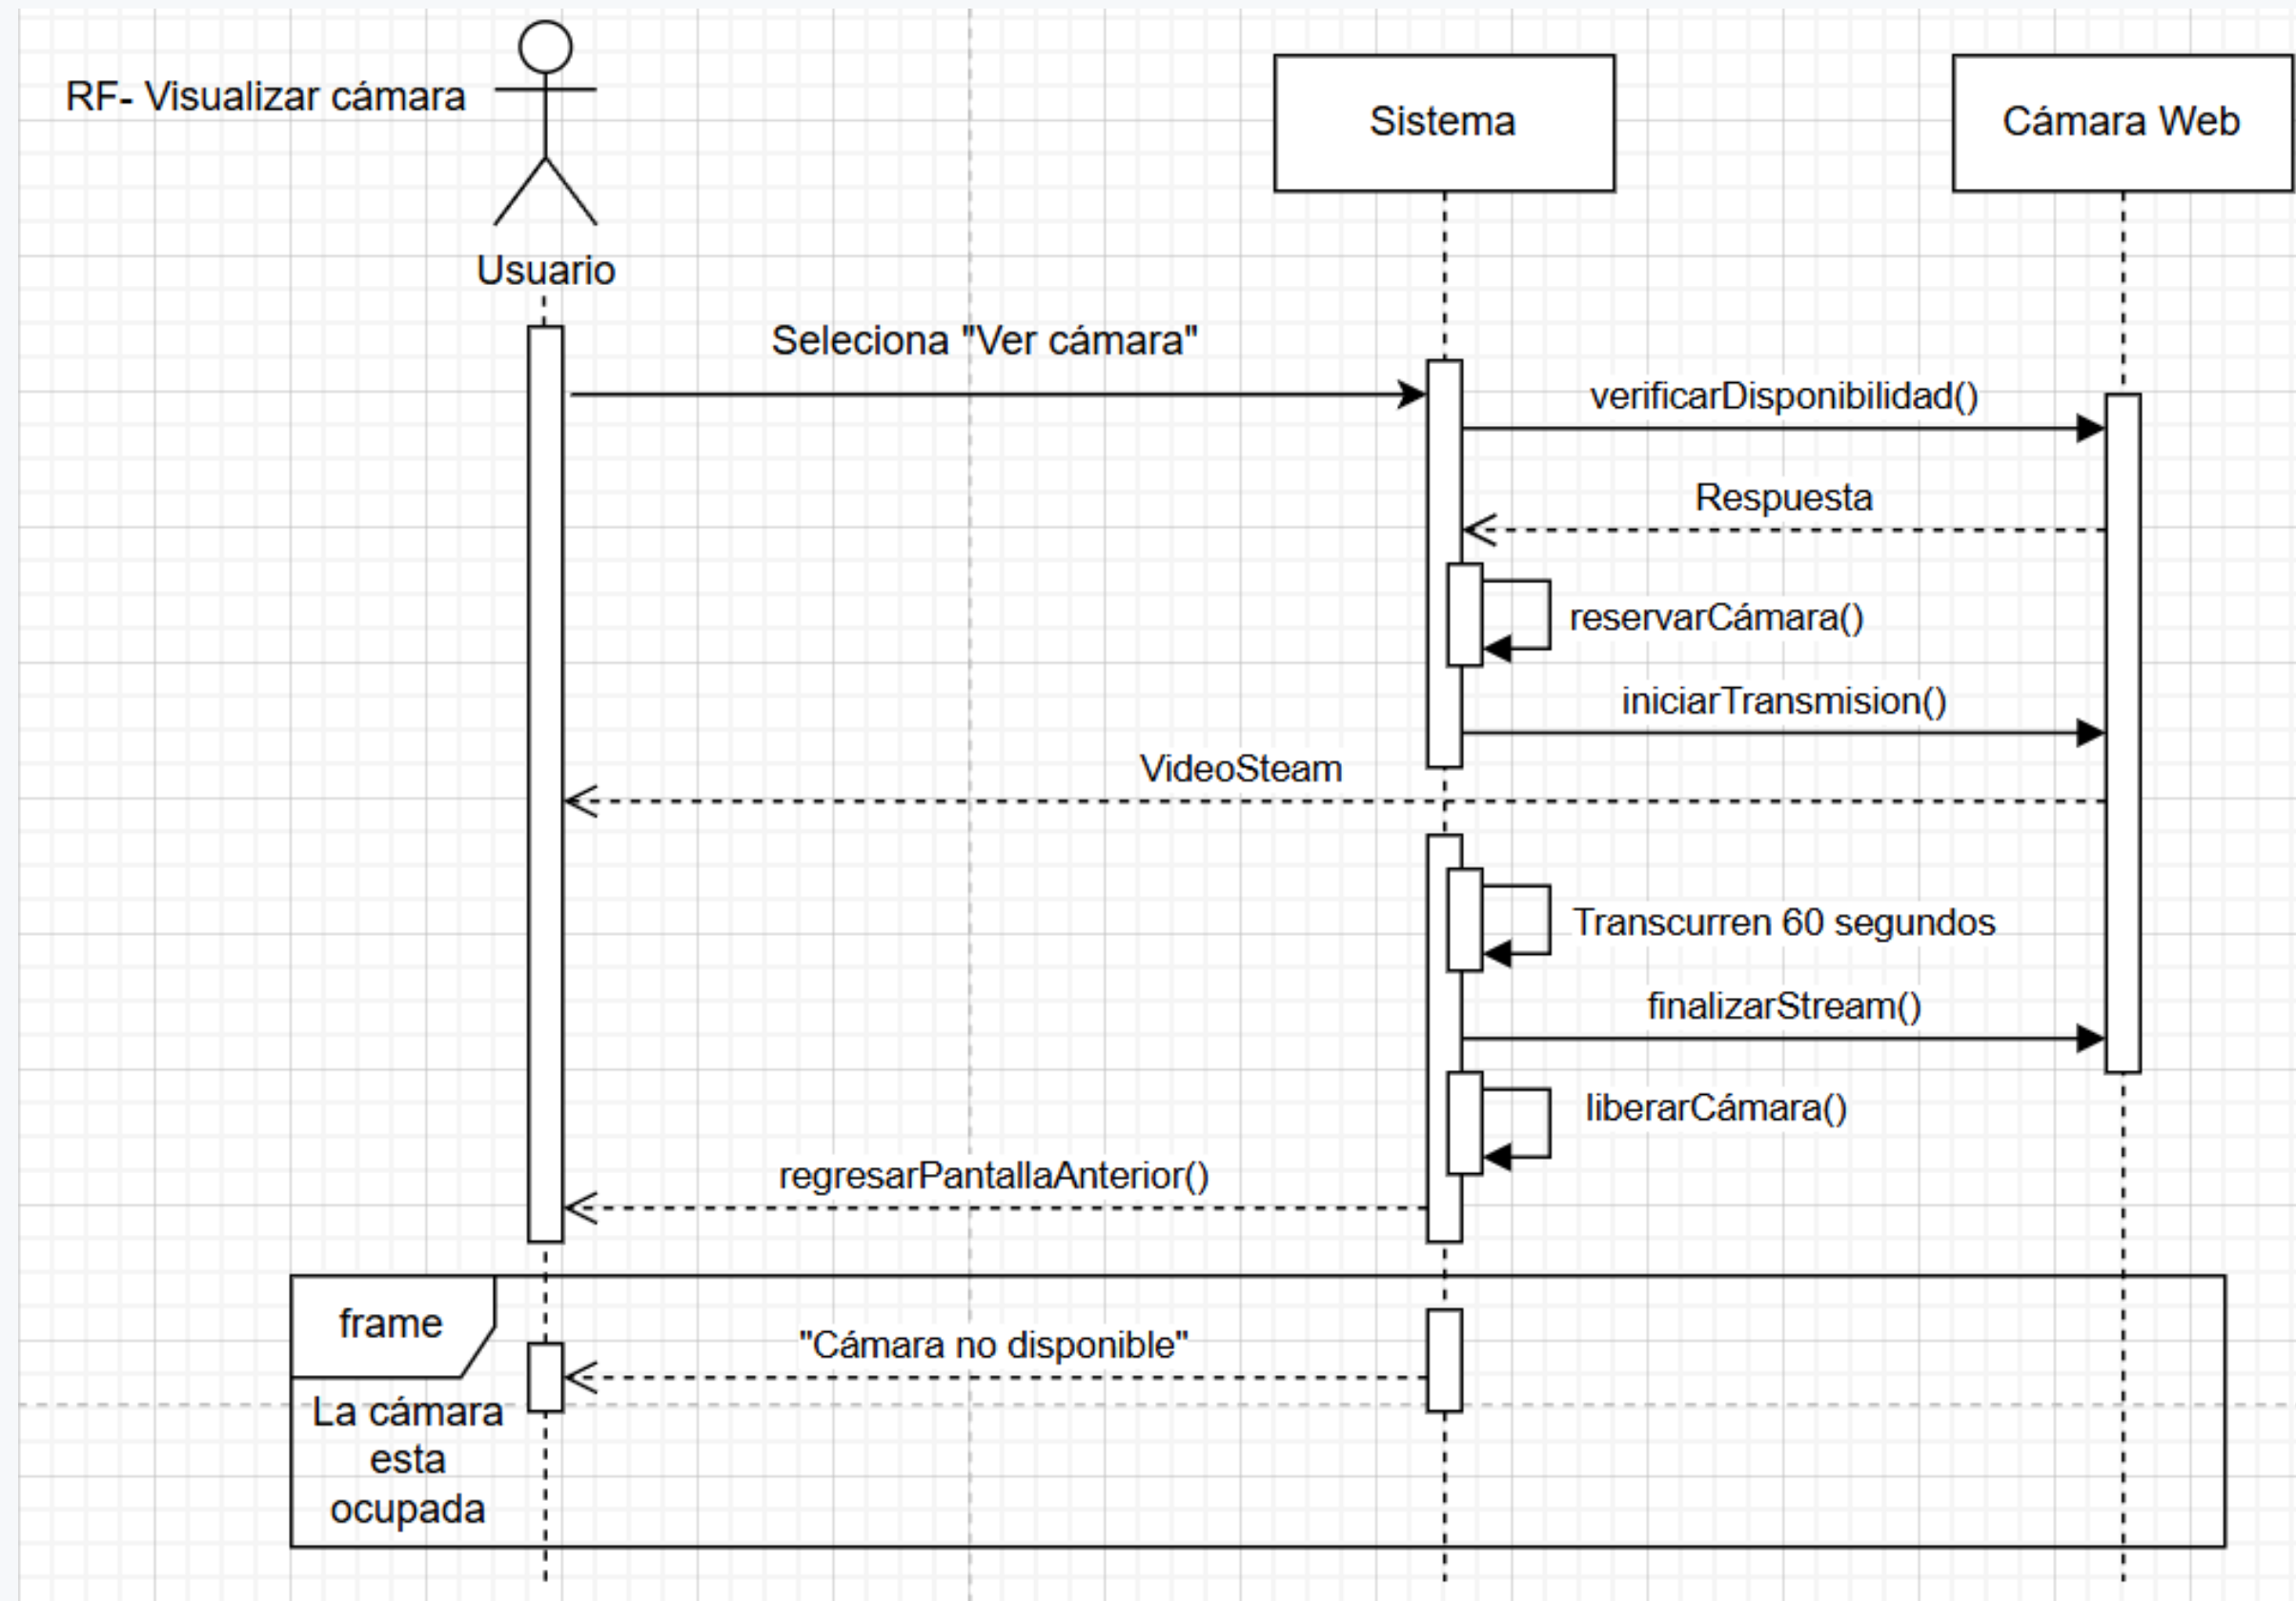 RF- Visualizar cámara
Sistema
Cámara Web
Usuario
Seleciona "Ver cámara"
verificarDisponibilidad()
Respuesta
reservarCámara()
iniciarTransmision()
VideoSteam
Transcurren 60 segundos
finalizarStream()
liberarCámara()
regresarPantallaAnterior()
frame
"Cámara no disponible"
La cámara
esta
ocupada